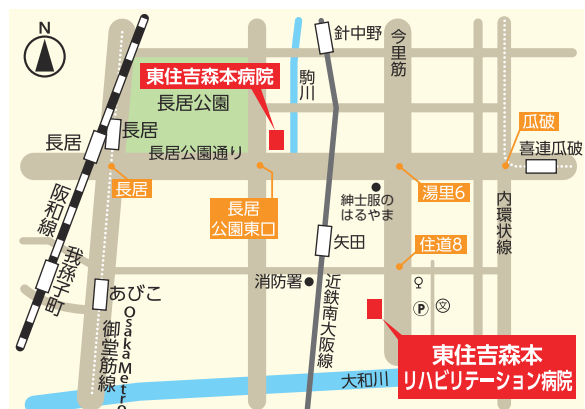 N
針中野
今里筋
東住吉森本病院
駒川
長居公園
長居
長居
長居公園通り
瓜破
喜連瓜破
長居
阪和線
長居
公園東口
紳士服の
はるやま
湯里6
内環状線
矢田
住道8
我孫子町
あびこ
消防署
近鉄南大阪線
OsakaMetro
御堂筋線
P
文
東住吉森本
リハビリテーション病院
大和川